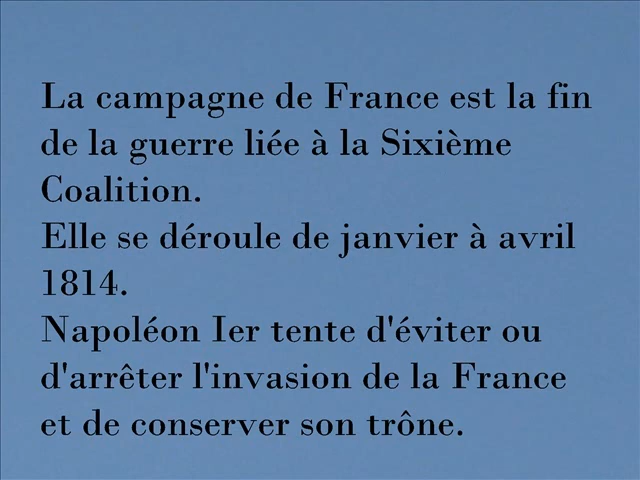 La campagne de France est la fin
de la guerre liée à la Sixième
Coalition.
Elle se déroule de janvier à avril
1814.
Napoléon Ier tente d'éviter ou
d'arrêter l'invasion de la France
et de conserver son trône.